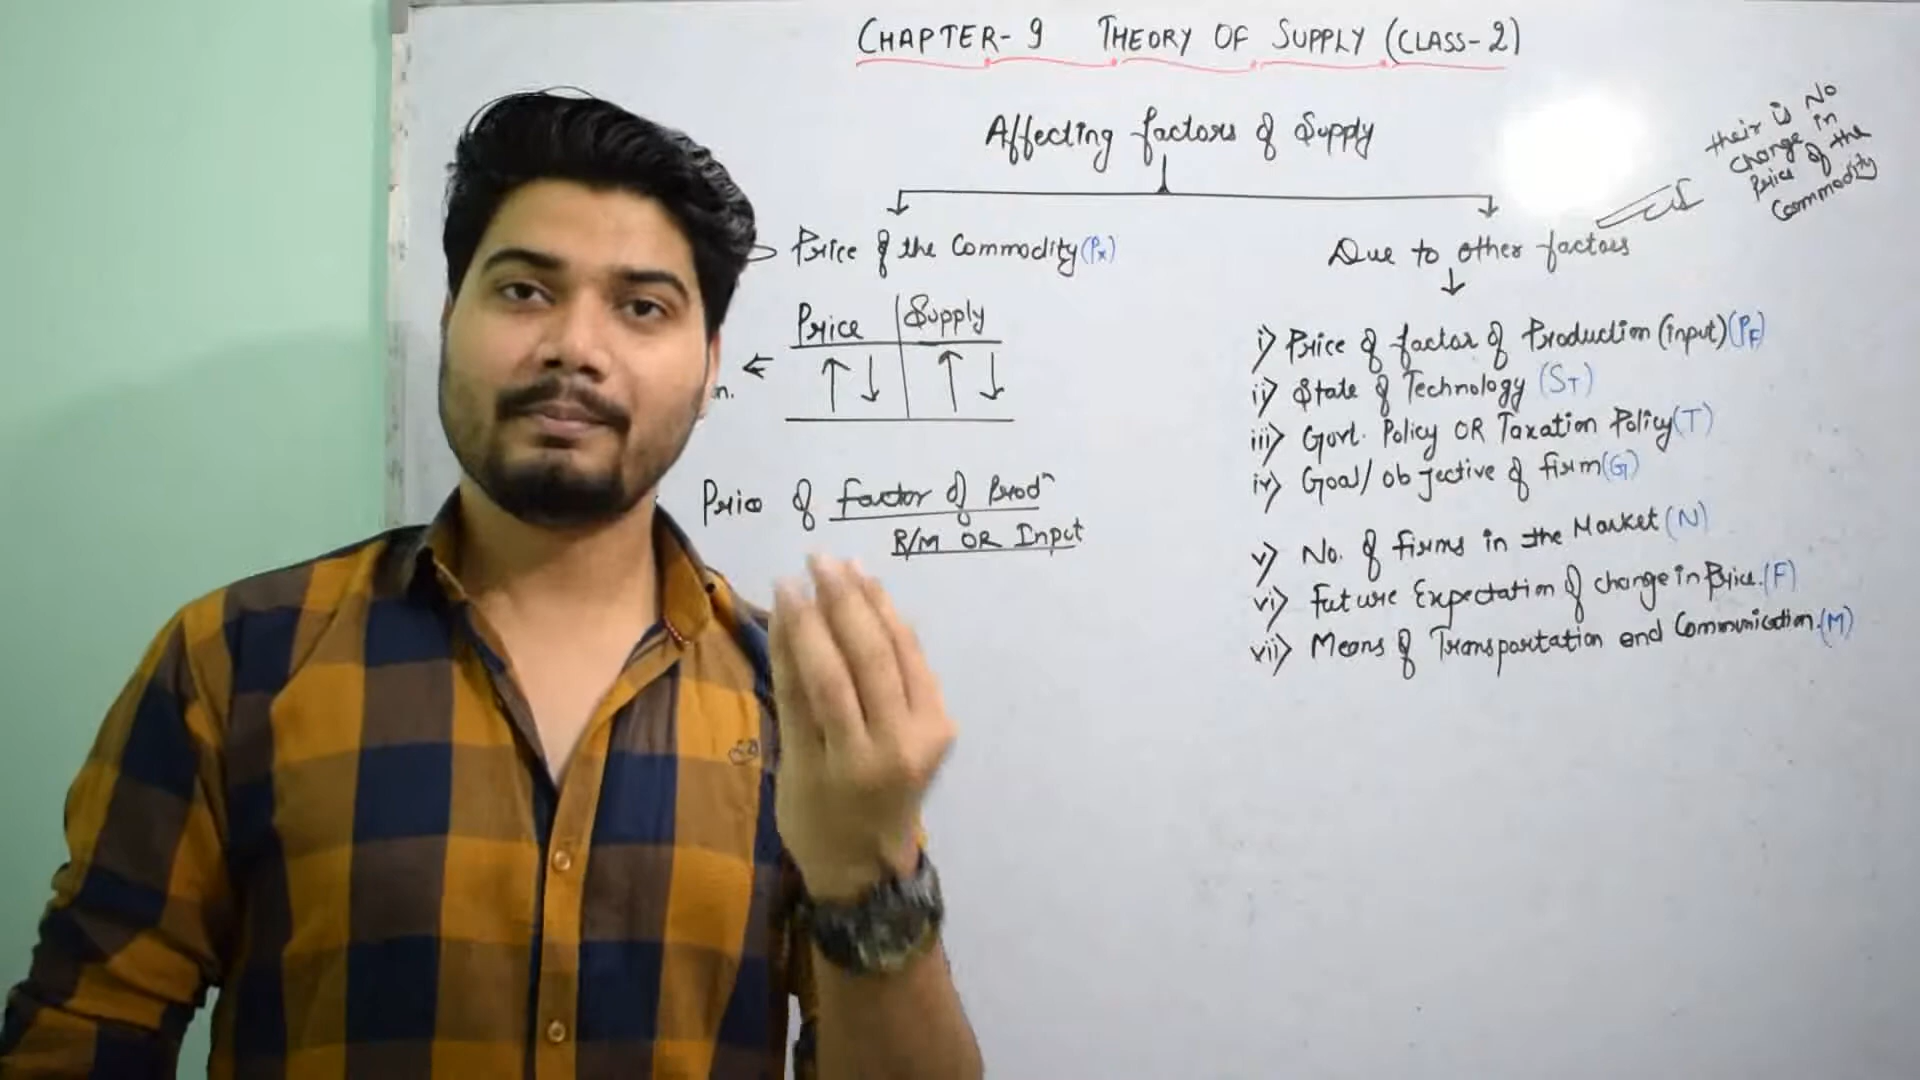 CHAPTER-9 THEORY OF SUPPLY (CLASS-2)
Affecting factors of Supply
their is No
change in
Price of the
Commodity
Price of the Commodity (Px)
Price Supply
↑ ↓ ↑ ↓
n.
Price of factor of Prodn
R/M OR Input
Due to other factors
i) Price of factor of Production (input) (PF)
ii) State of Technology (ST)
iii) Govt. Policy OR Taxation Policy (T)
iv) Goal/objective of firm (G)
v) No. of firms in the Market (N)
vi) Future Expectation of change in Price. (F)
vii) Means of Transportation and Communication. (M)